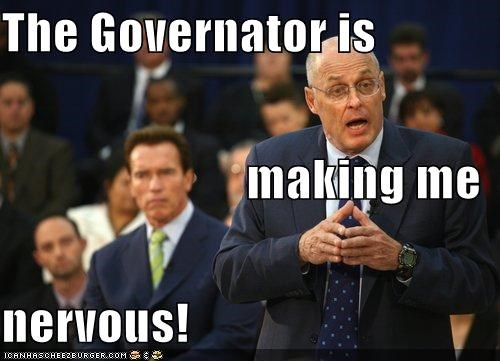 The Governator is
making me
nervous!
ICANHASCHEEZBURGER.COM